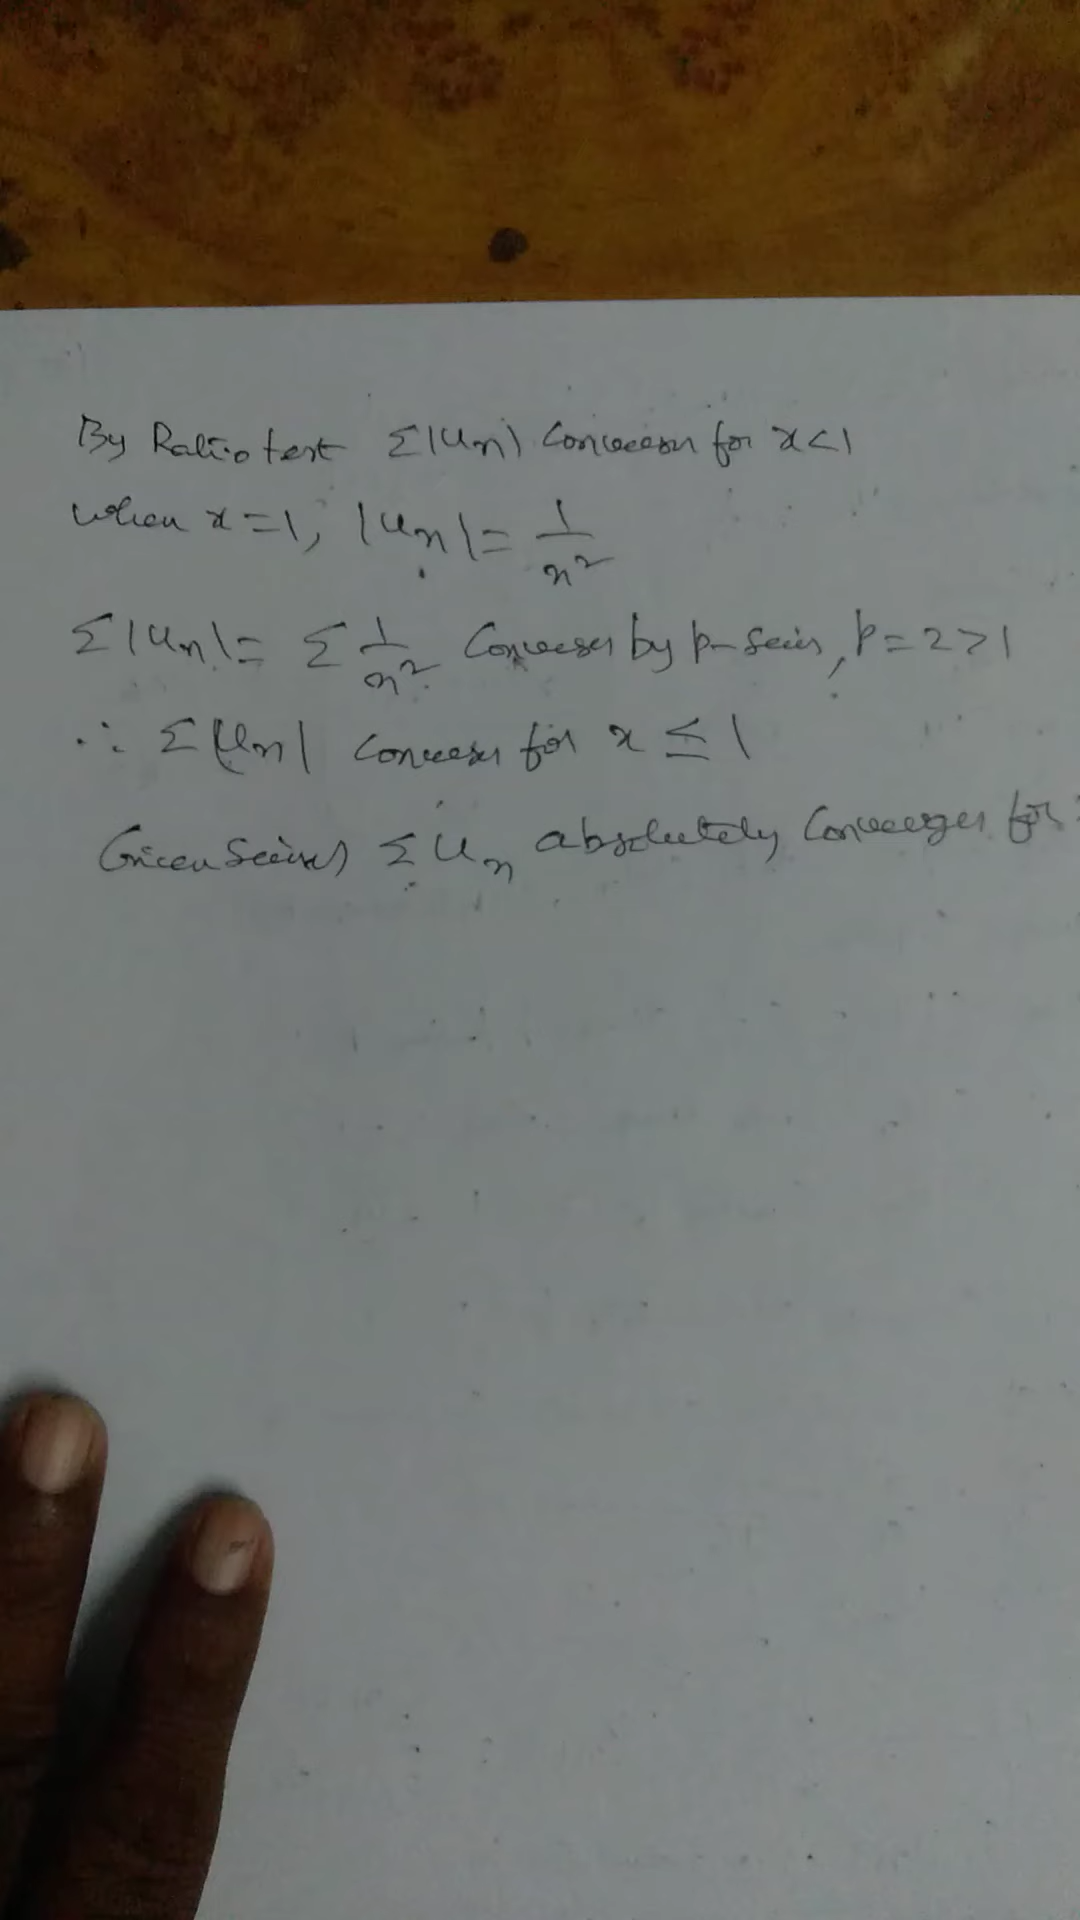 By Ratio test Σ|un| Converges for x<1
when x=1, |un| = 1/n²
Σ|un| = Σ 1/n² Converges by p-series, p=2>1
∴ Σ|un| converges for x ≤ 1
Given Series Σun absolutely Converges for